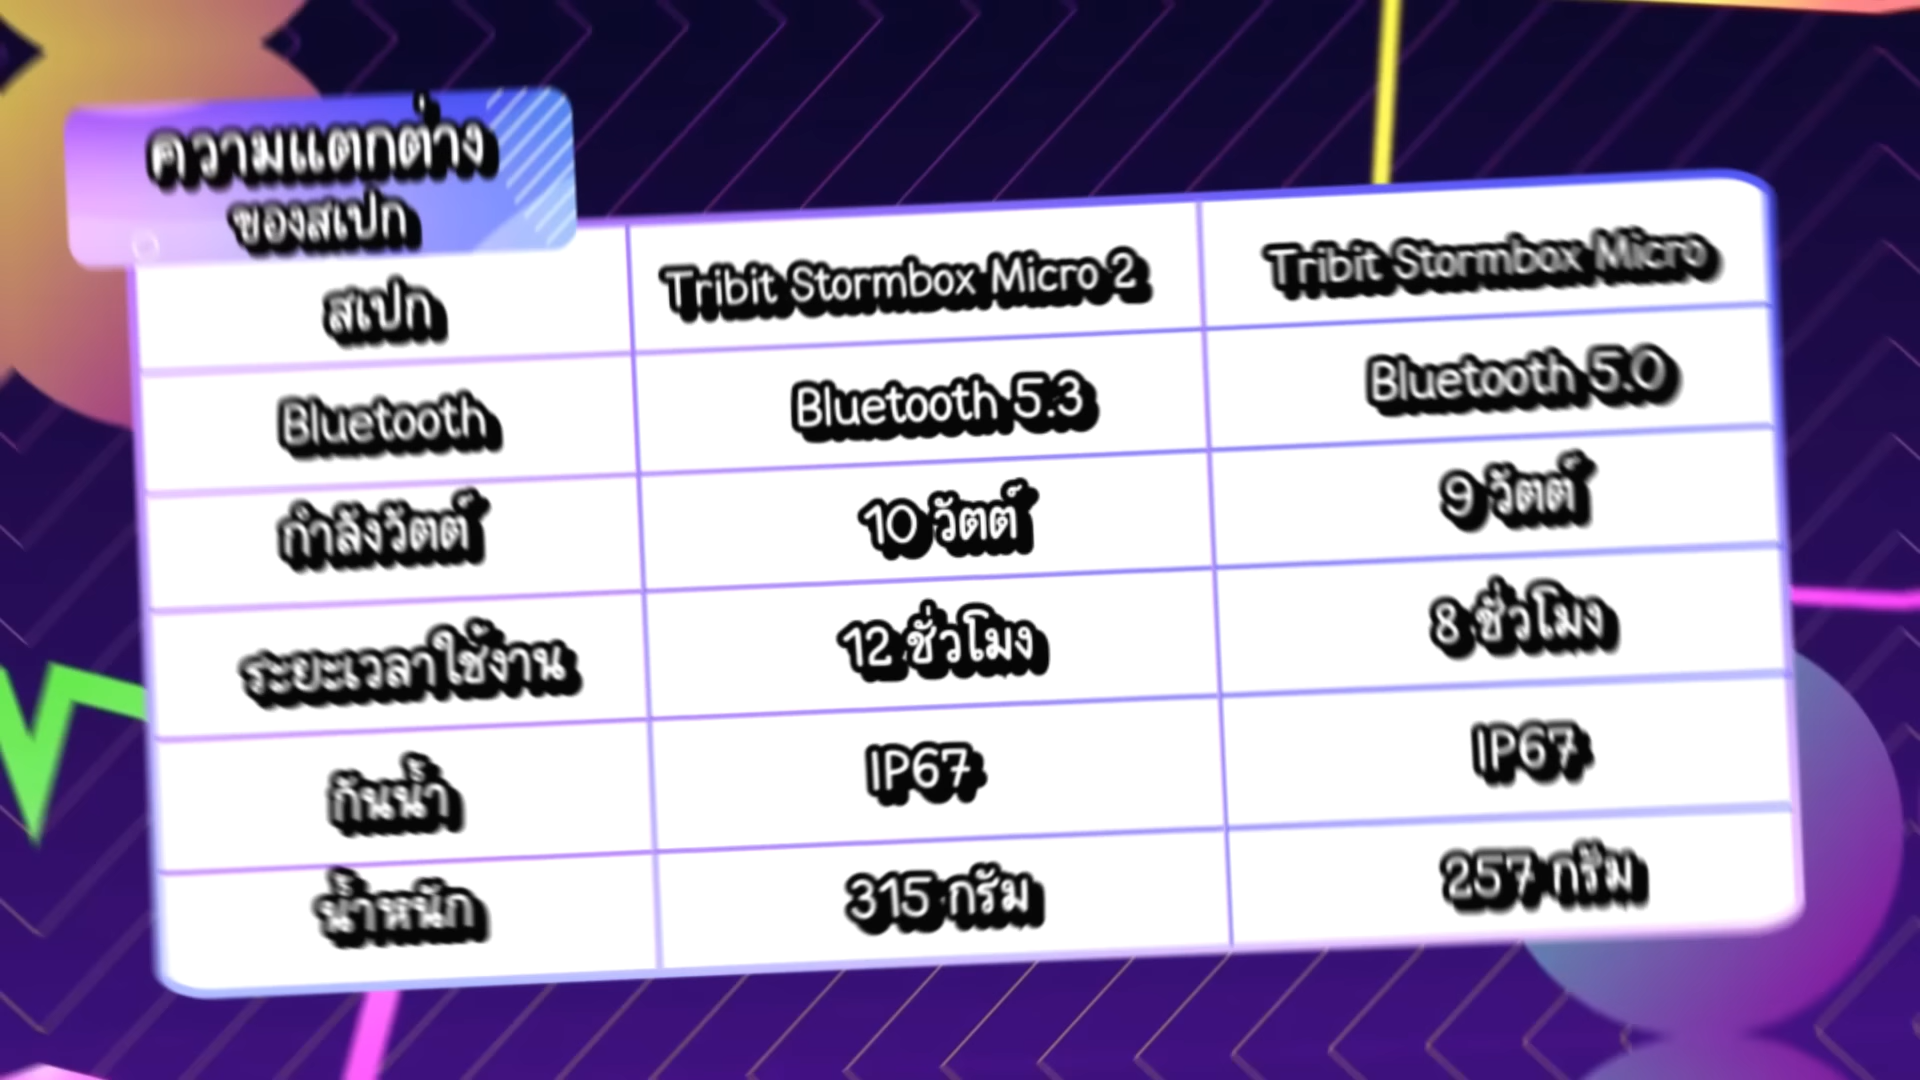 ความแตกต่าง
ของสเปก
สเปก Tribit Stormbox Micro 2 Tribit Stormbox Micro
Bluetooth Bluetooth 5.3 Bluetooth 5.0
กำลังวัตต์ 10 วัตต์ 9 วัตต์
ระยะเวลาใช้งาน 12 ชั่วโมง 8 ชั่วโมง
กันน้ำ IP67 IP67
น้ำหนัก 315 กรัม 257 กรัม